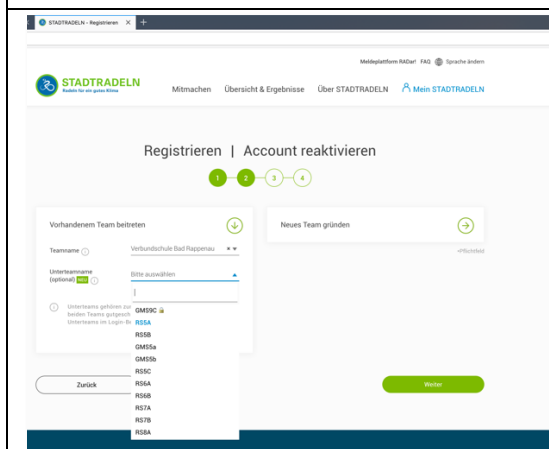 STADTRADELN - Registrieren
Meldeplattform RADar! FAQ Sprache ändern
STADTRADELN
Radeln für ein gutes Klima
Mitmachen Übersicht & Ergebnisse Über STADTRADELN Mein STADTRADELN
Registrieren | Account reaktivieren
1 2 3 4
Vorhandenem Team beitreten
Neues Team gründen
Teamname Verbundschule Bad Rappenau
*Pflichtfeld
Unterteamname
(optional) NEU Bitte auswählen
Unterteams gehören zu
beiden Teams gutgesch
Unterteams im Login-Be
GMS9C
RS5A
RS5B
GMS5a
GMS5b
RS5C
RS6A
RS6B
RS7A
RS7B
RS8A
Zurück
Weiter